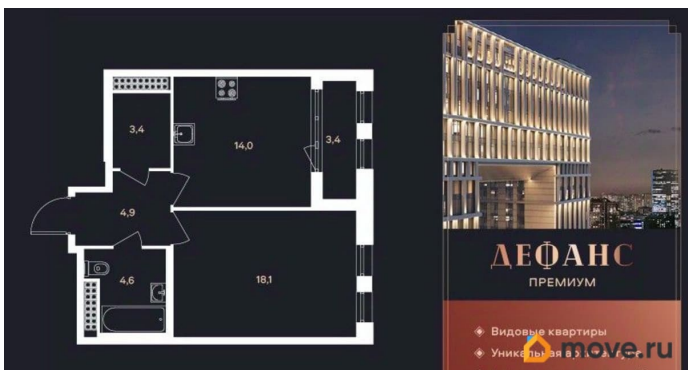 3,4
14,0
3,4
4,9
4,6
18,1
ДЕФАНС
ПРЕМИУМ
Видовые квартиры
Уникальная
move.ru